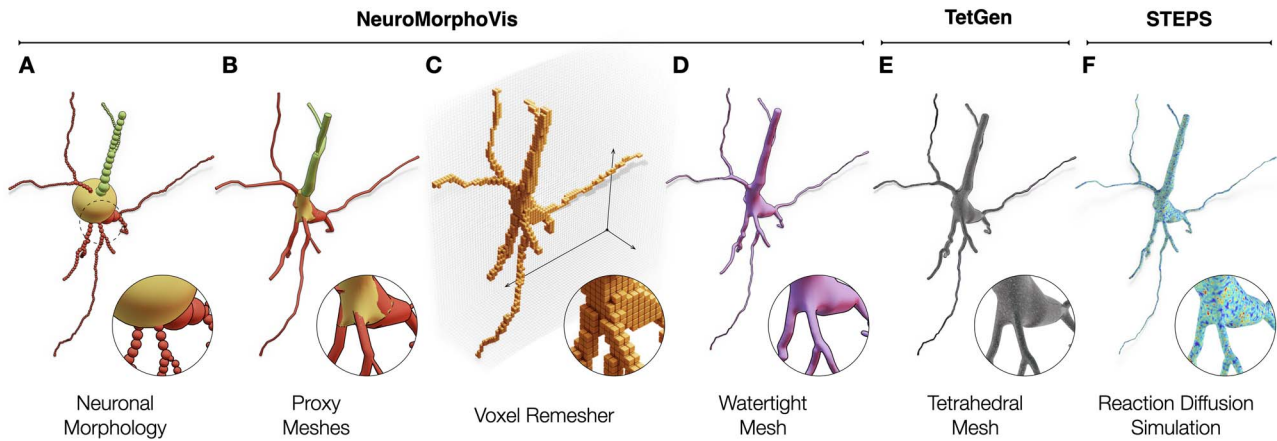 NeuroMorphoVis
TetGen
STEPS
A
B
C
D
E
F
Neuronal
Morphology
Proxy
Meshes
Voxel Remesher
Watertight
Mesh
Tetrahedral
Mesh
Reaction Diffusion
Simulation